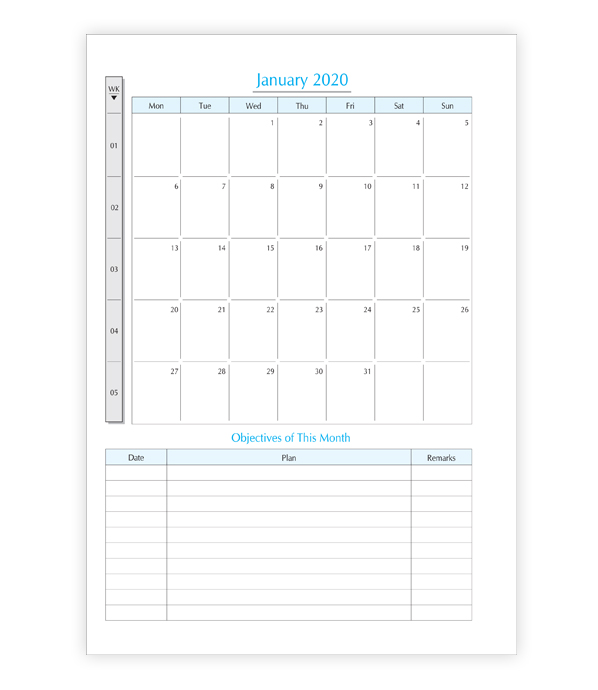 January 2020
WK
Mon Tue Wed Thu Fri Sat Sun
01 1 2 3 4 5
02 6 7 8 9 10 11 12
03 13 14 15 16 17 18 19
04 20 21 22 23 24 25 26
05 27 28 29 30 31
Objectives of This Month
Date Plan Remarks